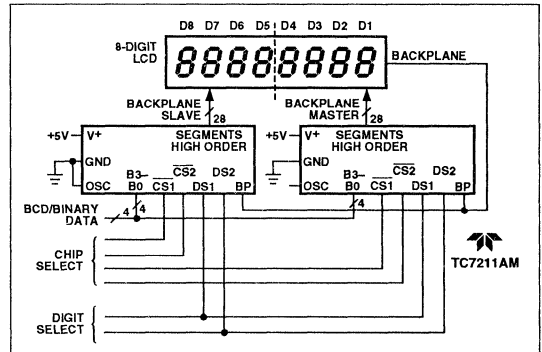 D8 D7 D6 D5 D4 D3 D2 D1
8-DIGIT
LCD
8888 8888
BACKPLANE
BACKPLANE
SLAVE
28
BACKPLANE
MASTER
28
+5V
V+
SEGMENTS
HIGH ORDER
GND
OSC
B3–
B0
CS1
CS2
DS1
DS2
BP
+5V
V+
SEGMENTS
HIGH ORDER
GND
OSC
B3–
B0
CS1
CS2
DS1
DS2
BP
BCD/BINARY
DATA
4
4
4
CHIP
SELECT
DIGIT
SELECT
TC7211AM